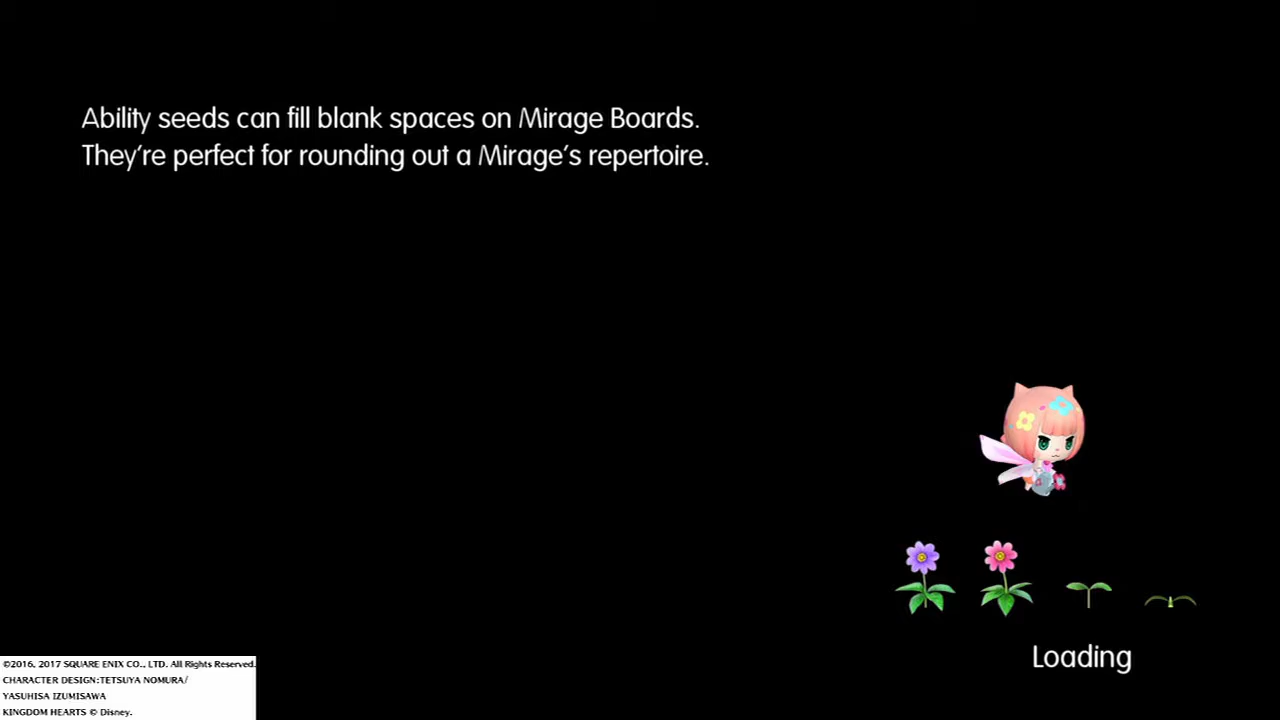 Ability seeds can fill blank spaces on Mirage Boards.
They're perfect for rounding out a Mirage's repertoire.
Loading
©2016, 2017 SQUARE ENIX CO., LTD. All Rights Reserved.
CHARACTER DESIGN:TETSUYA NOMURA/
YASUHISA IZUMISAWA
KINGDOM HEARTS © Disney.